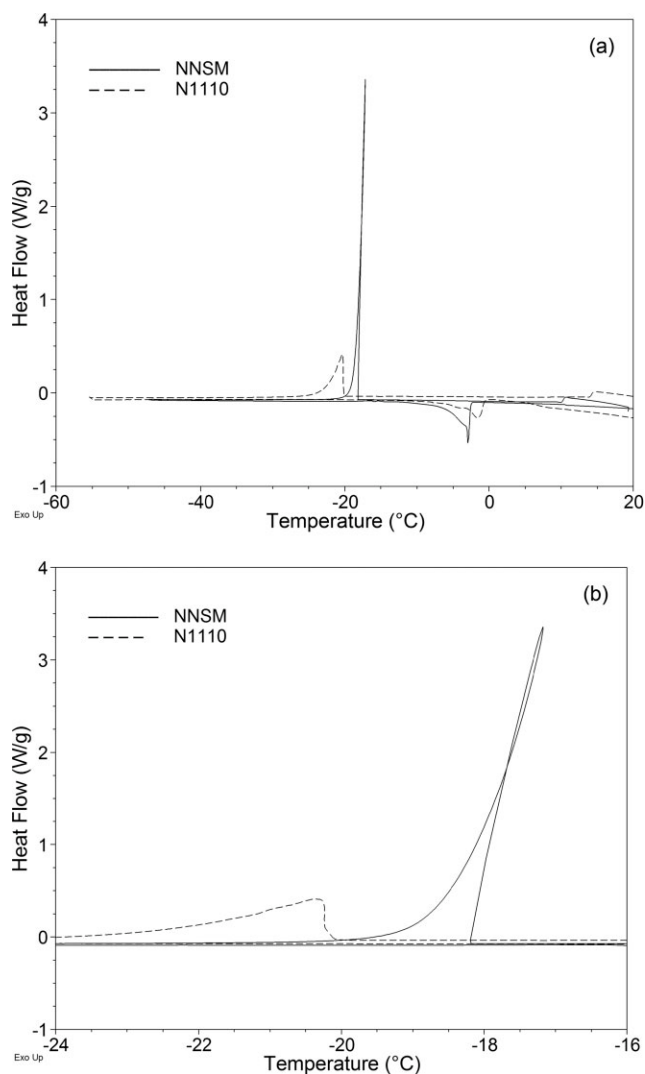 4
(a)
NNSM
N1110
3
2
Heat Flow (W/g)
1
0
-1
-60 -40 -20 0 20
Exo Up
Temperature (°C)
4
(b)
NNSM
N1110
3
2
Heat Flow (W/g)
1
0
-1
-24 -22 -20 -18 -16
Exo Up
Temperature (°C)